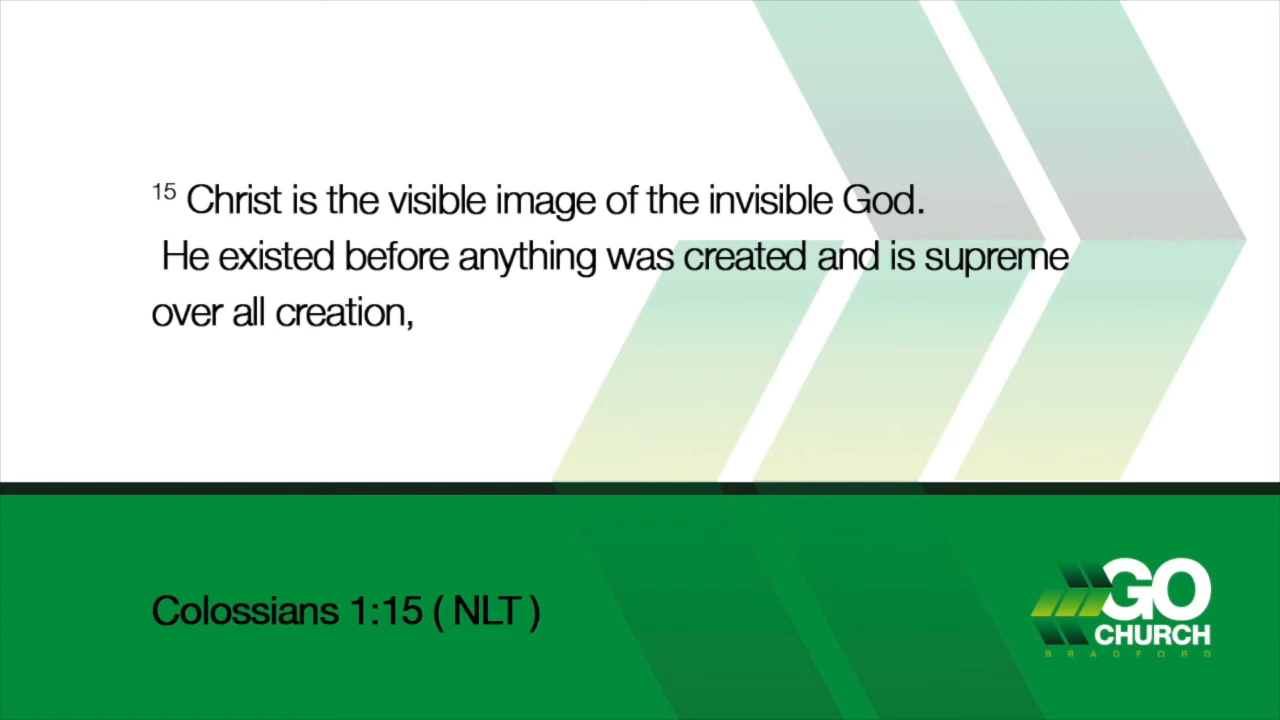 15 Christ is the visible image of the invisible God.
He existed before anything was created and is supreme
over all creation,
Colossians 1:15 ( NLT )
GO
CHURCH
BRADFORD